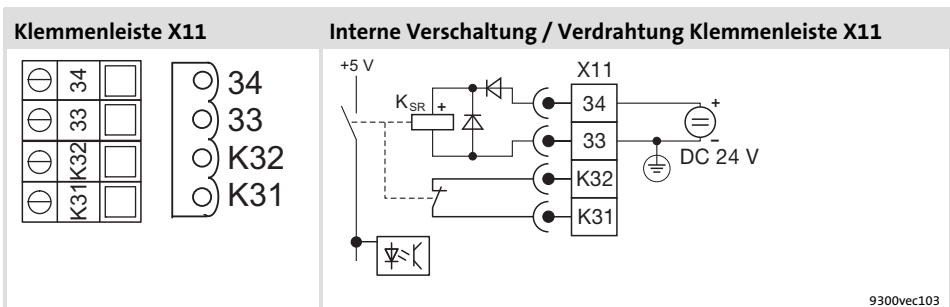 Klemmenleiste X11
Interne Verschaltung / Verdrahtung Klemmenleiste X11
34
33
K32
K31
34
33
K32
K31
+5 V
KSR
+
X11
34
33
K32
K31
+
−
DC 24 V
9300vec103